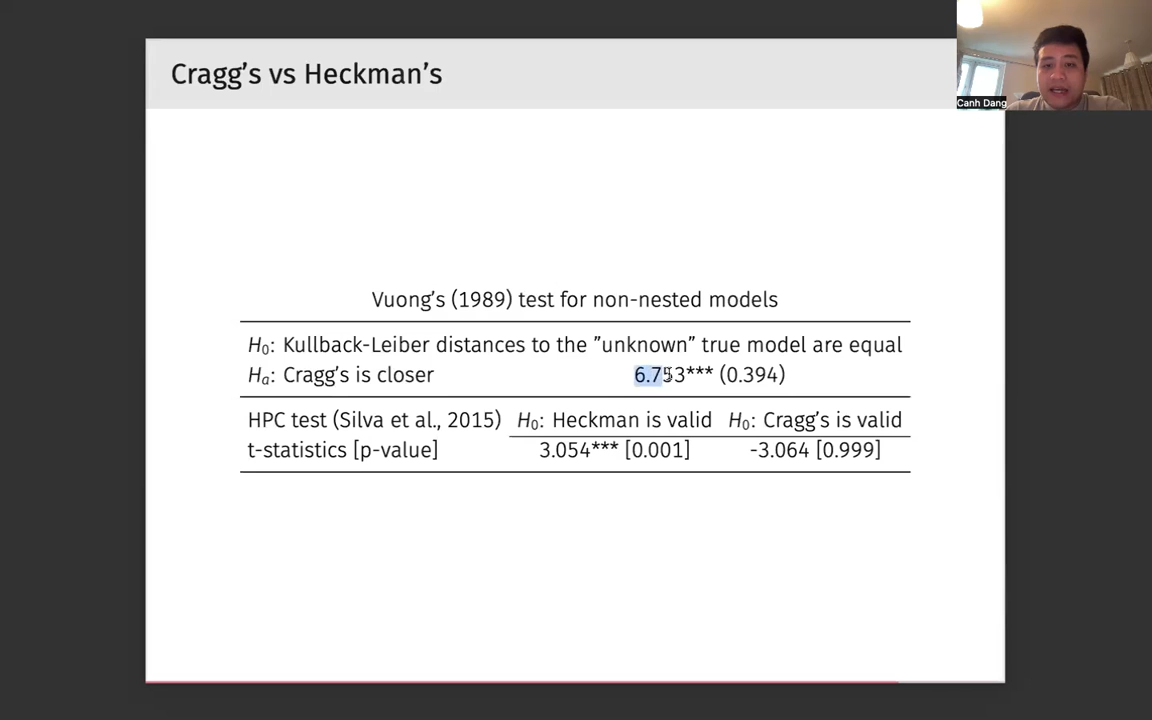 Cragg's vs Heckman's
Canh Dang
Vuong's (1989) test for non-nested models
H₀: Kullback-Leiber distances to the "unknown" true model are equal
Hₐ: Cragg's is closer 6.753*** (0.394)
HPC test (Silva et al., 2015) H₀: Heckman is valid H₀: Cragg's is valid
t-statistics [p-value] 3.054*** [0.001] -3.064 [0.999]